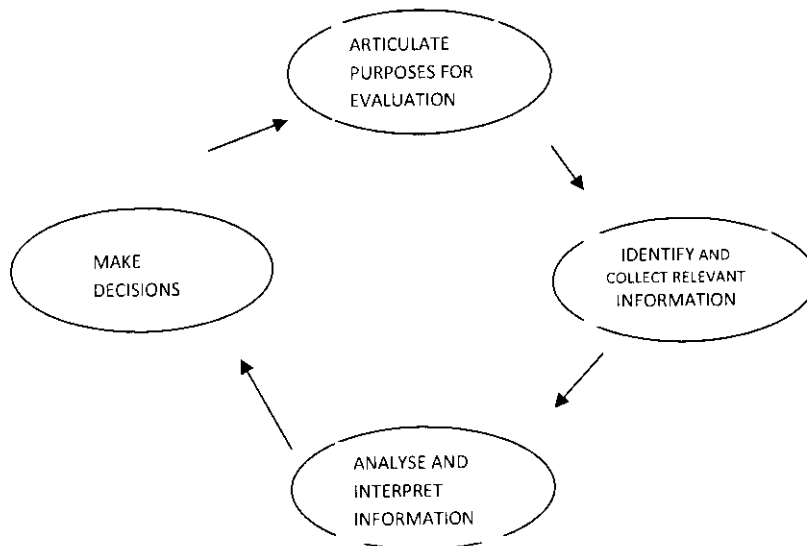 ARTICULATE
PURPOSES FOR
EVALUATION
IDENTIFY AND
COLLECT RELEVANT
INFORMATION
ANALYSE AND
INTERPRET
INFORMATION
MAKE
DECISIONS